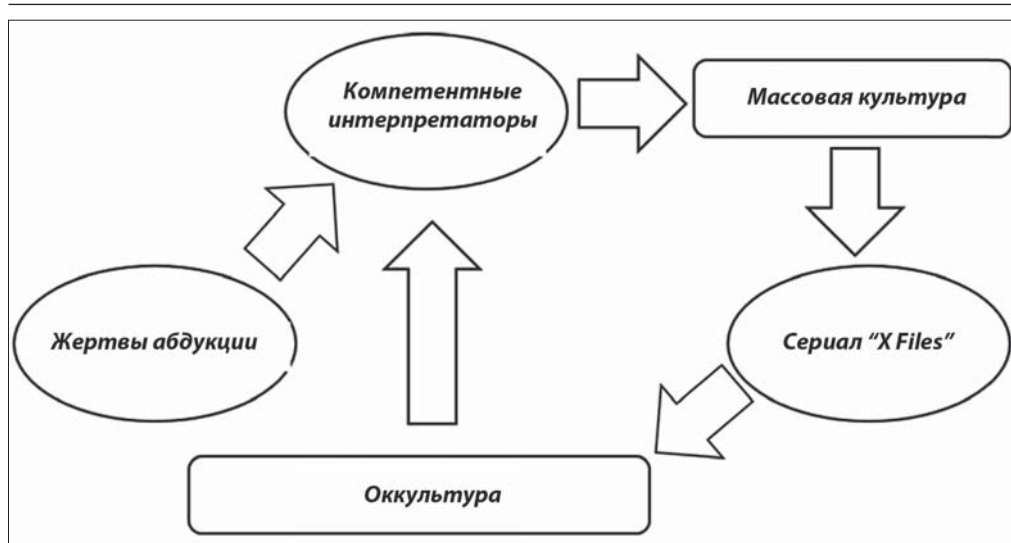 Компетентные
интерпретаторы
Массовая культура
Жертвы абдукции
Сериал “X Files”
Оккультура